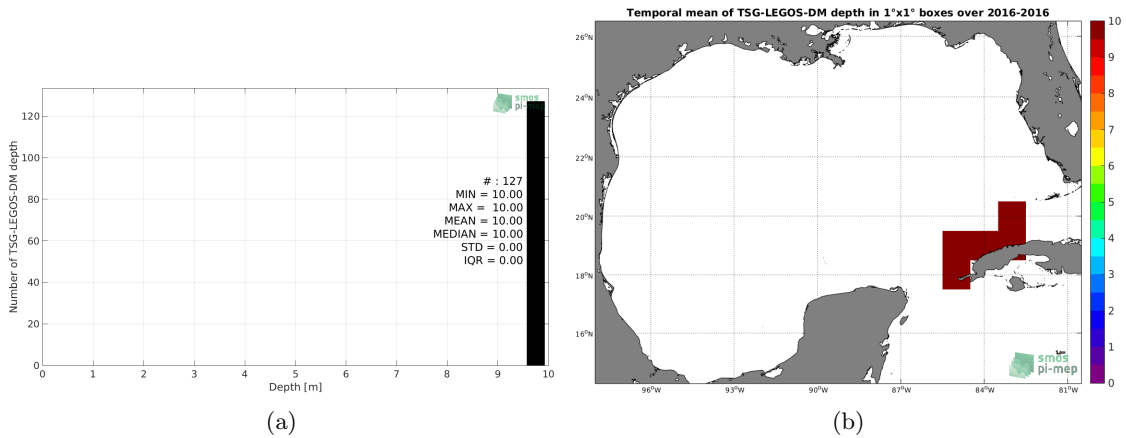 Number of TSG-LEGOS-DM depth
120
100
80
60
40
20
0
smos
pi-mep
# : 127
MIN = 10.00
MAX = 10.00
MEAN = 10.00
MEDIAN = 10.00
STD = 0.00
IQR = 0.00
0 1 2 3 4 5 6 7 8 9 10
Depth [m]
(a)
Temporal mean of TSG-LEGOS-DM depth in 1°x1° boxes over 2016-2016
26°N
24°N
22°N
20°N
18°N
16°N
96°W 93°W 90°W 87°W 84°W 81°W
smos
pi-mep
10
9
8
7
6
5
4
3
2
1
0
(b)